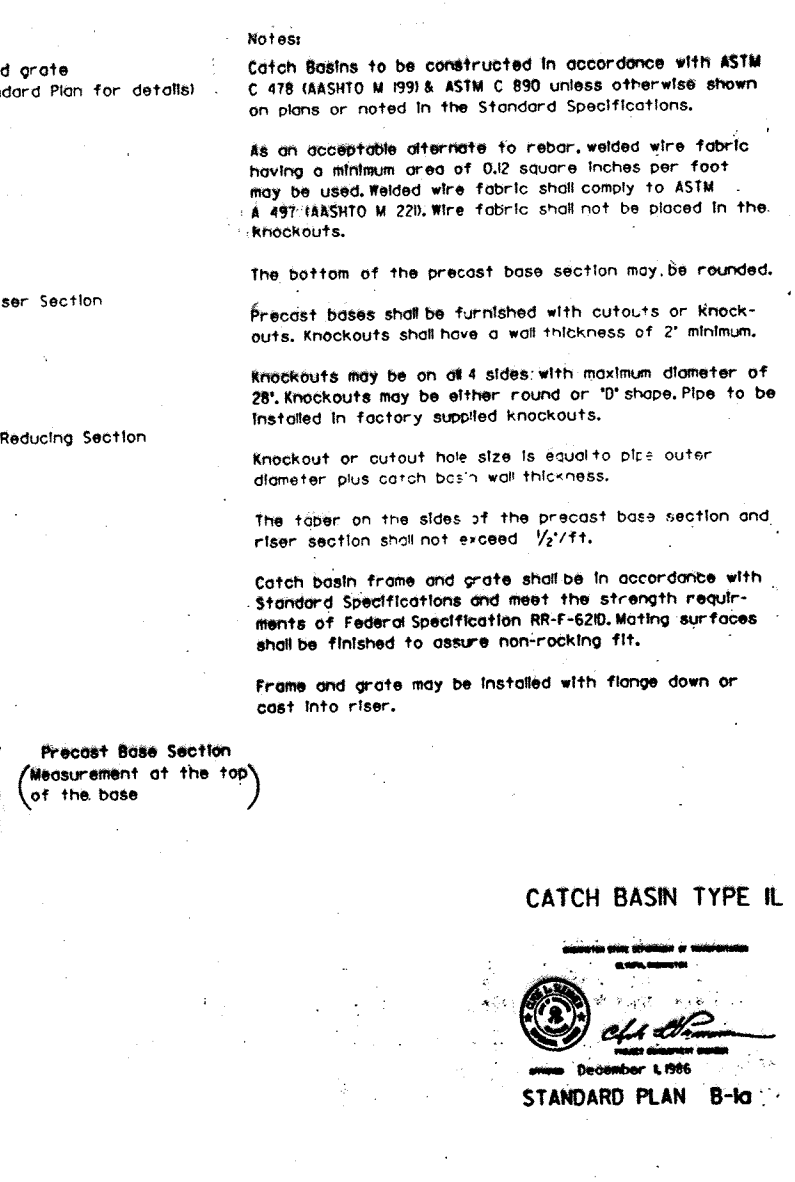 Notes:
d grate
dard Plan for details)
Catch Basins to be constructed in accordance with ASTM
C 478 (AASHTO M 199) & ASTM C 890 unless otherwise shown
on plans or noted in the Standard Specifications.
As an acceptable alternate to rebar, welded wire fabric
having a minimum area of 0.12 square inches per foot
may be used. Welded wire fabric shall comply to ASTM
A 497 (AASHTO M 221). Wire fabric shall not be placed in the
knockouts.
The bottom of the precast base section may be rounded.
ser Section
Precast bases shall be furnished with cutouts or knock-
outs. Knockouts shall have a wall thickness of 2" minimum.
Knockouts may be on all 4 sides with maximum diameter of
28". Knockouts may be either round or "D" shape. Pipe to be
installed in factory supplied knockouts.
Reducing Section
Knockout or cutout hole size is equal to pipe outer
diameter plus catch basin wall thickness.
The taper on the sides of the precast base section and
riser section shall not exceed 1/2"/ft.
Catch basin frame and grate shall be in accordance with
Standard Specifications and meet the strength requir-
ments of Federal Specification RR-F-621D. Mating surfaces
shall be finished to assure non-rocking fit.
Frame and grate may be installed with flange down or
cast into riser.
Precast Base Section
(Measurement at the top
of the base)
CATCH BASIN TYPE IL
WASHINGTON STATE DEPARTMENT OF TRANSPORTATION
OLYMPIA, WASHINGTON
December 1, 1986
STANDARD PLAN B-1a